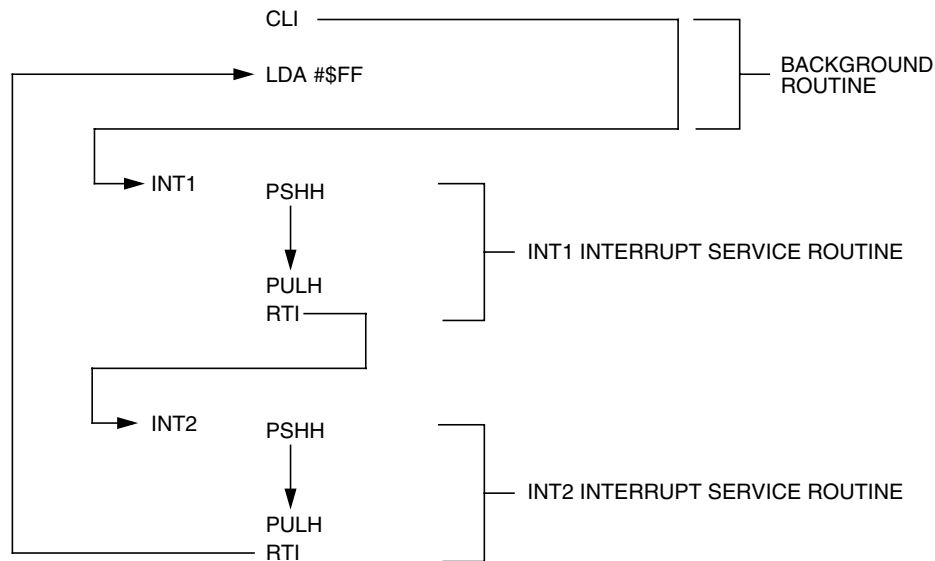 CLI
LDA #$FF
BACKGROUND
ROUTINE
INT1
PSHH
INT1 INTERRUPT SERVICE ROUTINE
PULH
RTI
INT2
PSHH
INT2 INTERRUPT SERVICE ROUTINE
PULH
RTI